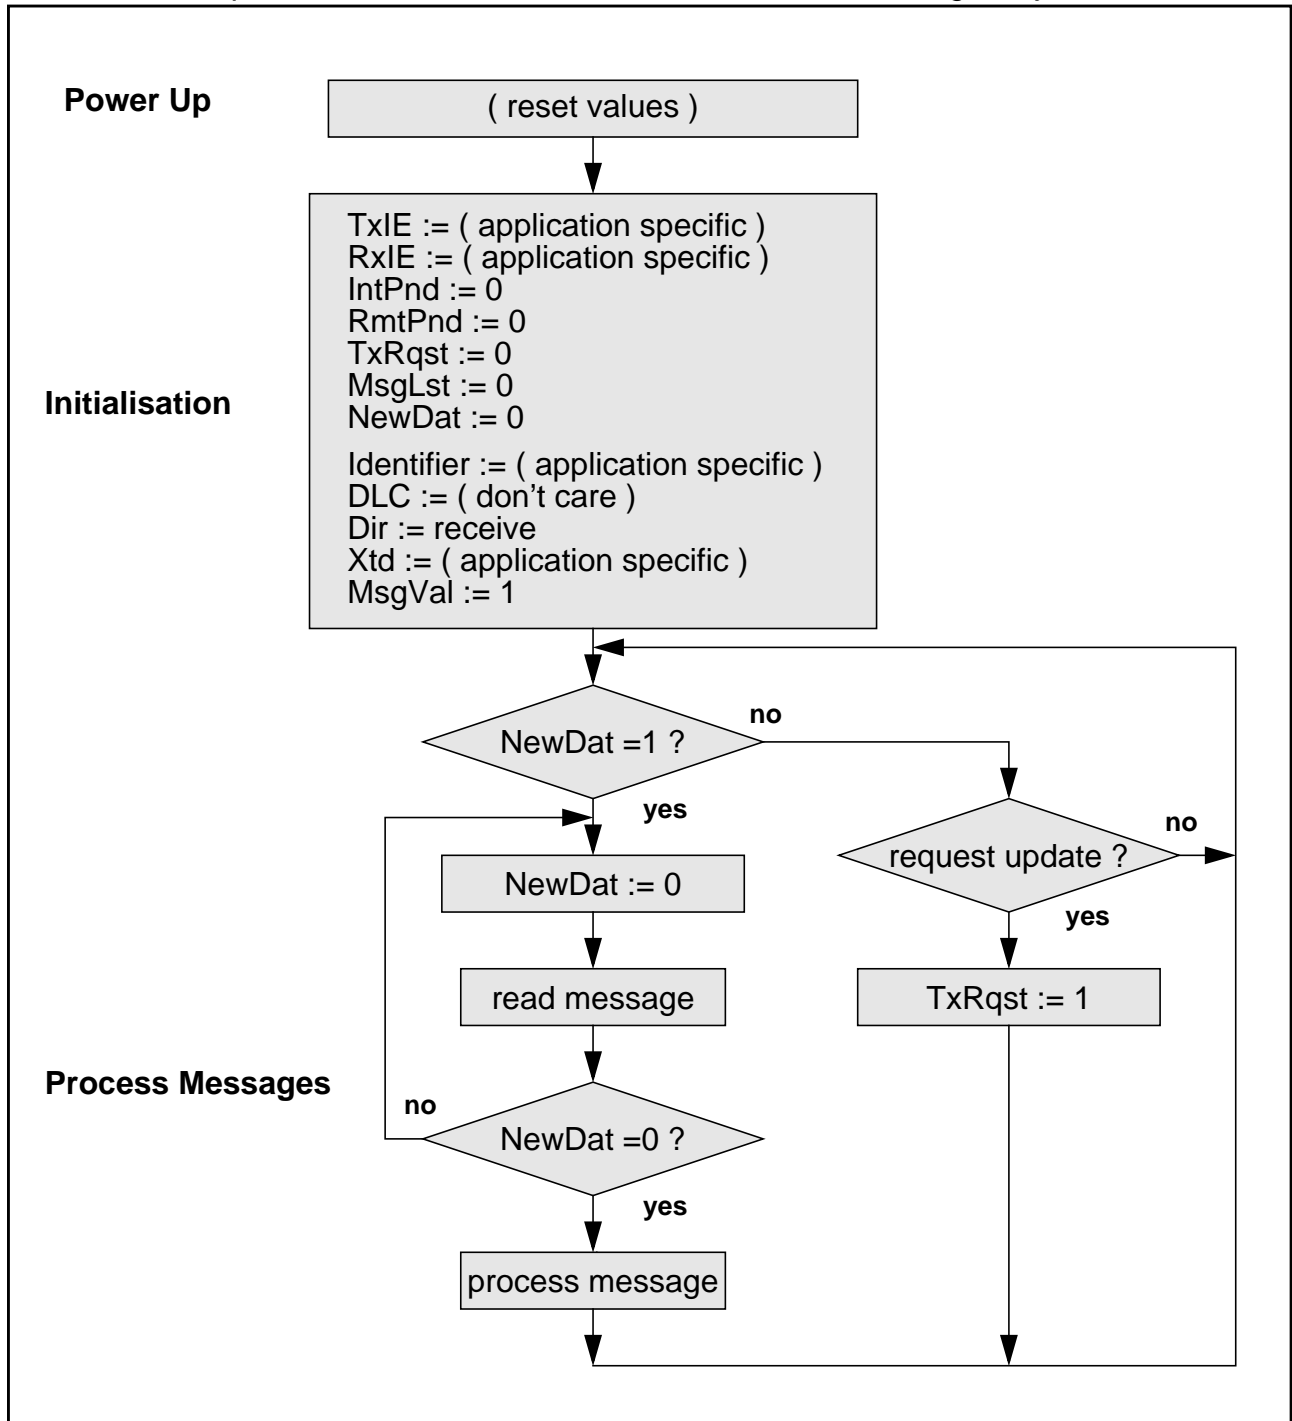 Power Up
( reset values )
TxIE := ( application specific )
RxIE := ( application specific )
IntPnd := 0
RmtPnd := 0
TxRqst := 0
MsgLst := 0
NewDat := 0
Initialisation
Identifier := ( application specific )
DLC := ( don't care )
Dir := receive
Xtd := ( application specific )
MsgVal := 1
no
NewDat =1 ?
yes
no
request update ?
NewDat := 0
yes
read message
TxRqst := 1
Process Messages
no
NewDat =0 ?
yes
process message